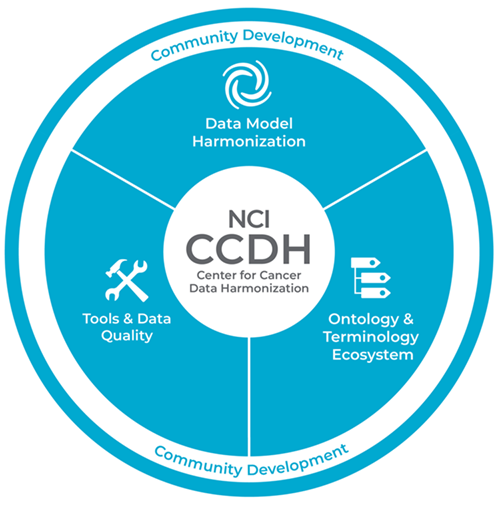 Community Development
Data Model
Harmonization
NCI
CCDH
Center for Cancer
Data Harmonization
Tools & Data
Quality
Ontology &
Terminology
Ecosystem
Community Development